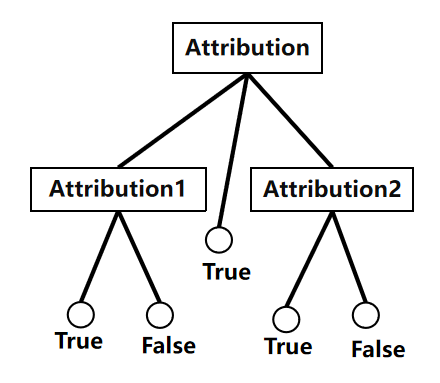 Attribution
Attribution1
Attribution2
True
True
False
True
False